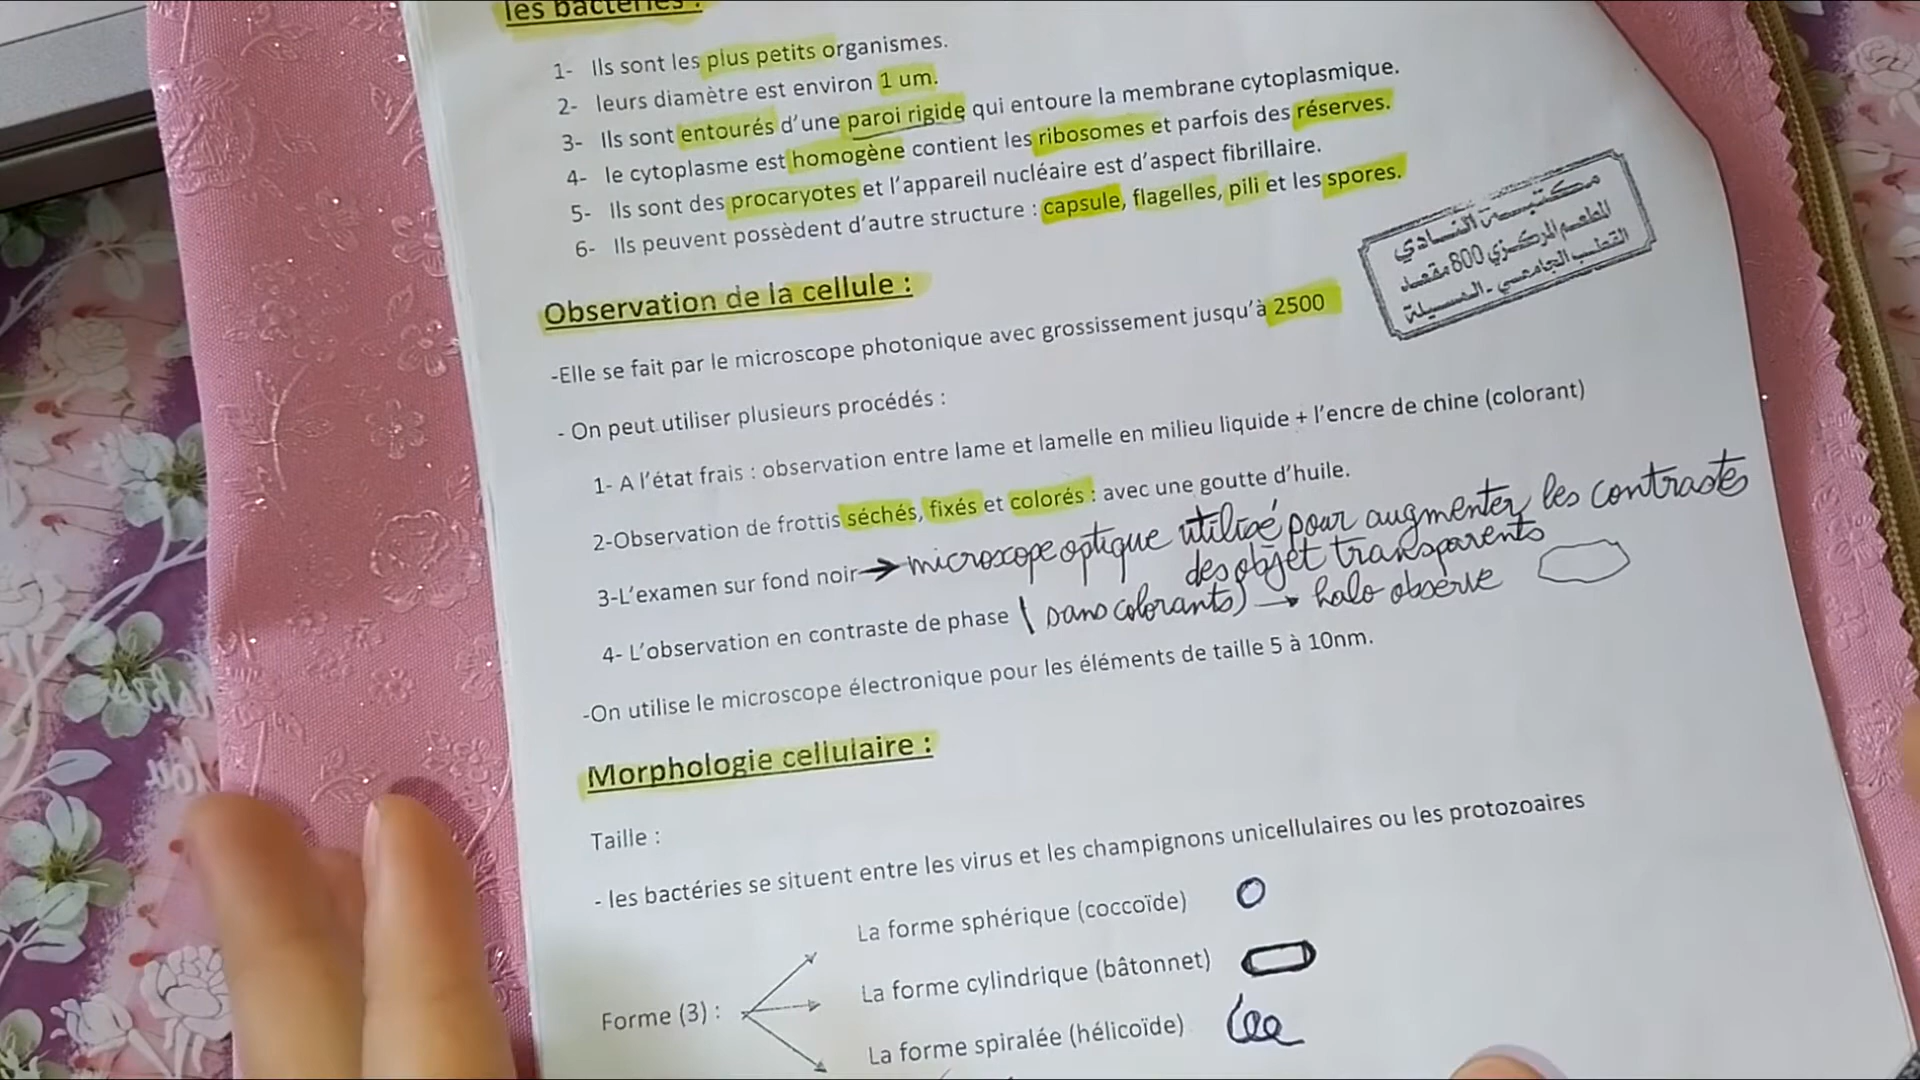 les bactéries :
1- Ils sont les plus petits organismes.
2- leurs diamètre est environ 1 um.
3- Ils sont entourés d'une paroi rigide qui entoure la membrane cytoplasmique.
4- le cytoplasme est homogène contient les ribosomes et parfois des réserves.
5- Ils sont des procaryotes et l'appareil nucléaire est d'aspect fibrillaire.
6- Ils peuvent possèdent d'autre structure : capsule, flagelles, pili et les spores.
مكتبة النادي
المطعم المركزي 800 مقعد
القطب الجامعي - المسيلة
Observation de la cellule :
-Elle se fait par le microscope photonique avec grossissement jusqu'à 2500
- On peut utiliser plusieurs procédés :
1- A l'état frais : observation entre lame et lamelle en milieu liquide + l'encre de chine (colorant)
2-Observation de frottis séchés, fixés et colorés : avec une goutte d'huile.
3-L'examen sur fond noir → microscope optique utilisé pour augmenter les contrastes
des objet transparents
4- L'observation en contraste de phase ( sans colorants) → halo observe
-On utilise le microscope électronique pour les éléments de taille 5 à 10nm.
Morphologie cellulaire :
Taille :
- les bactéries se situent entre les virus et les champignons unicellulaires ou les protozoaires
La forme sphérique (coccoïde)
La forme cylindrique (bâtonnet)
Forme (3) :
La forme spiralée (hélicoïde)